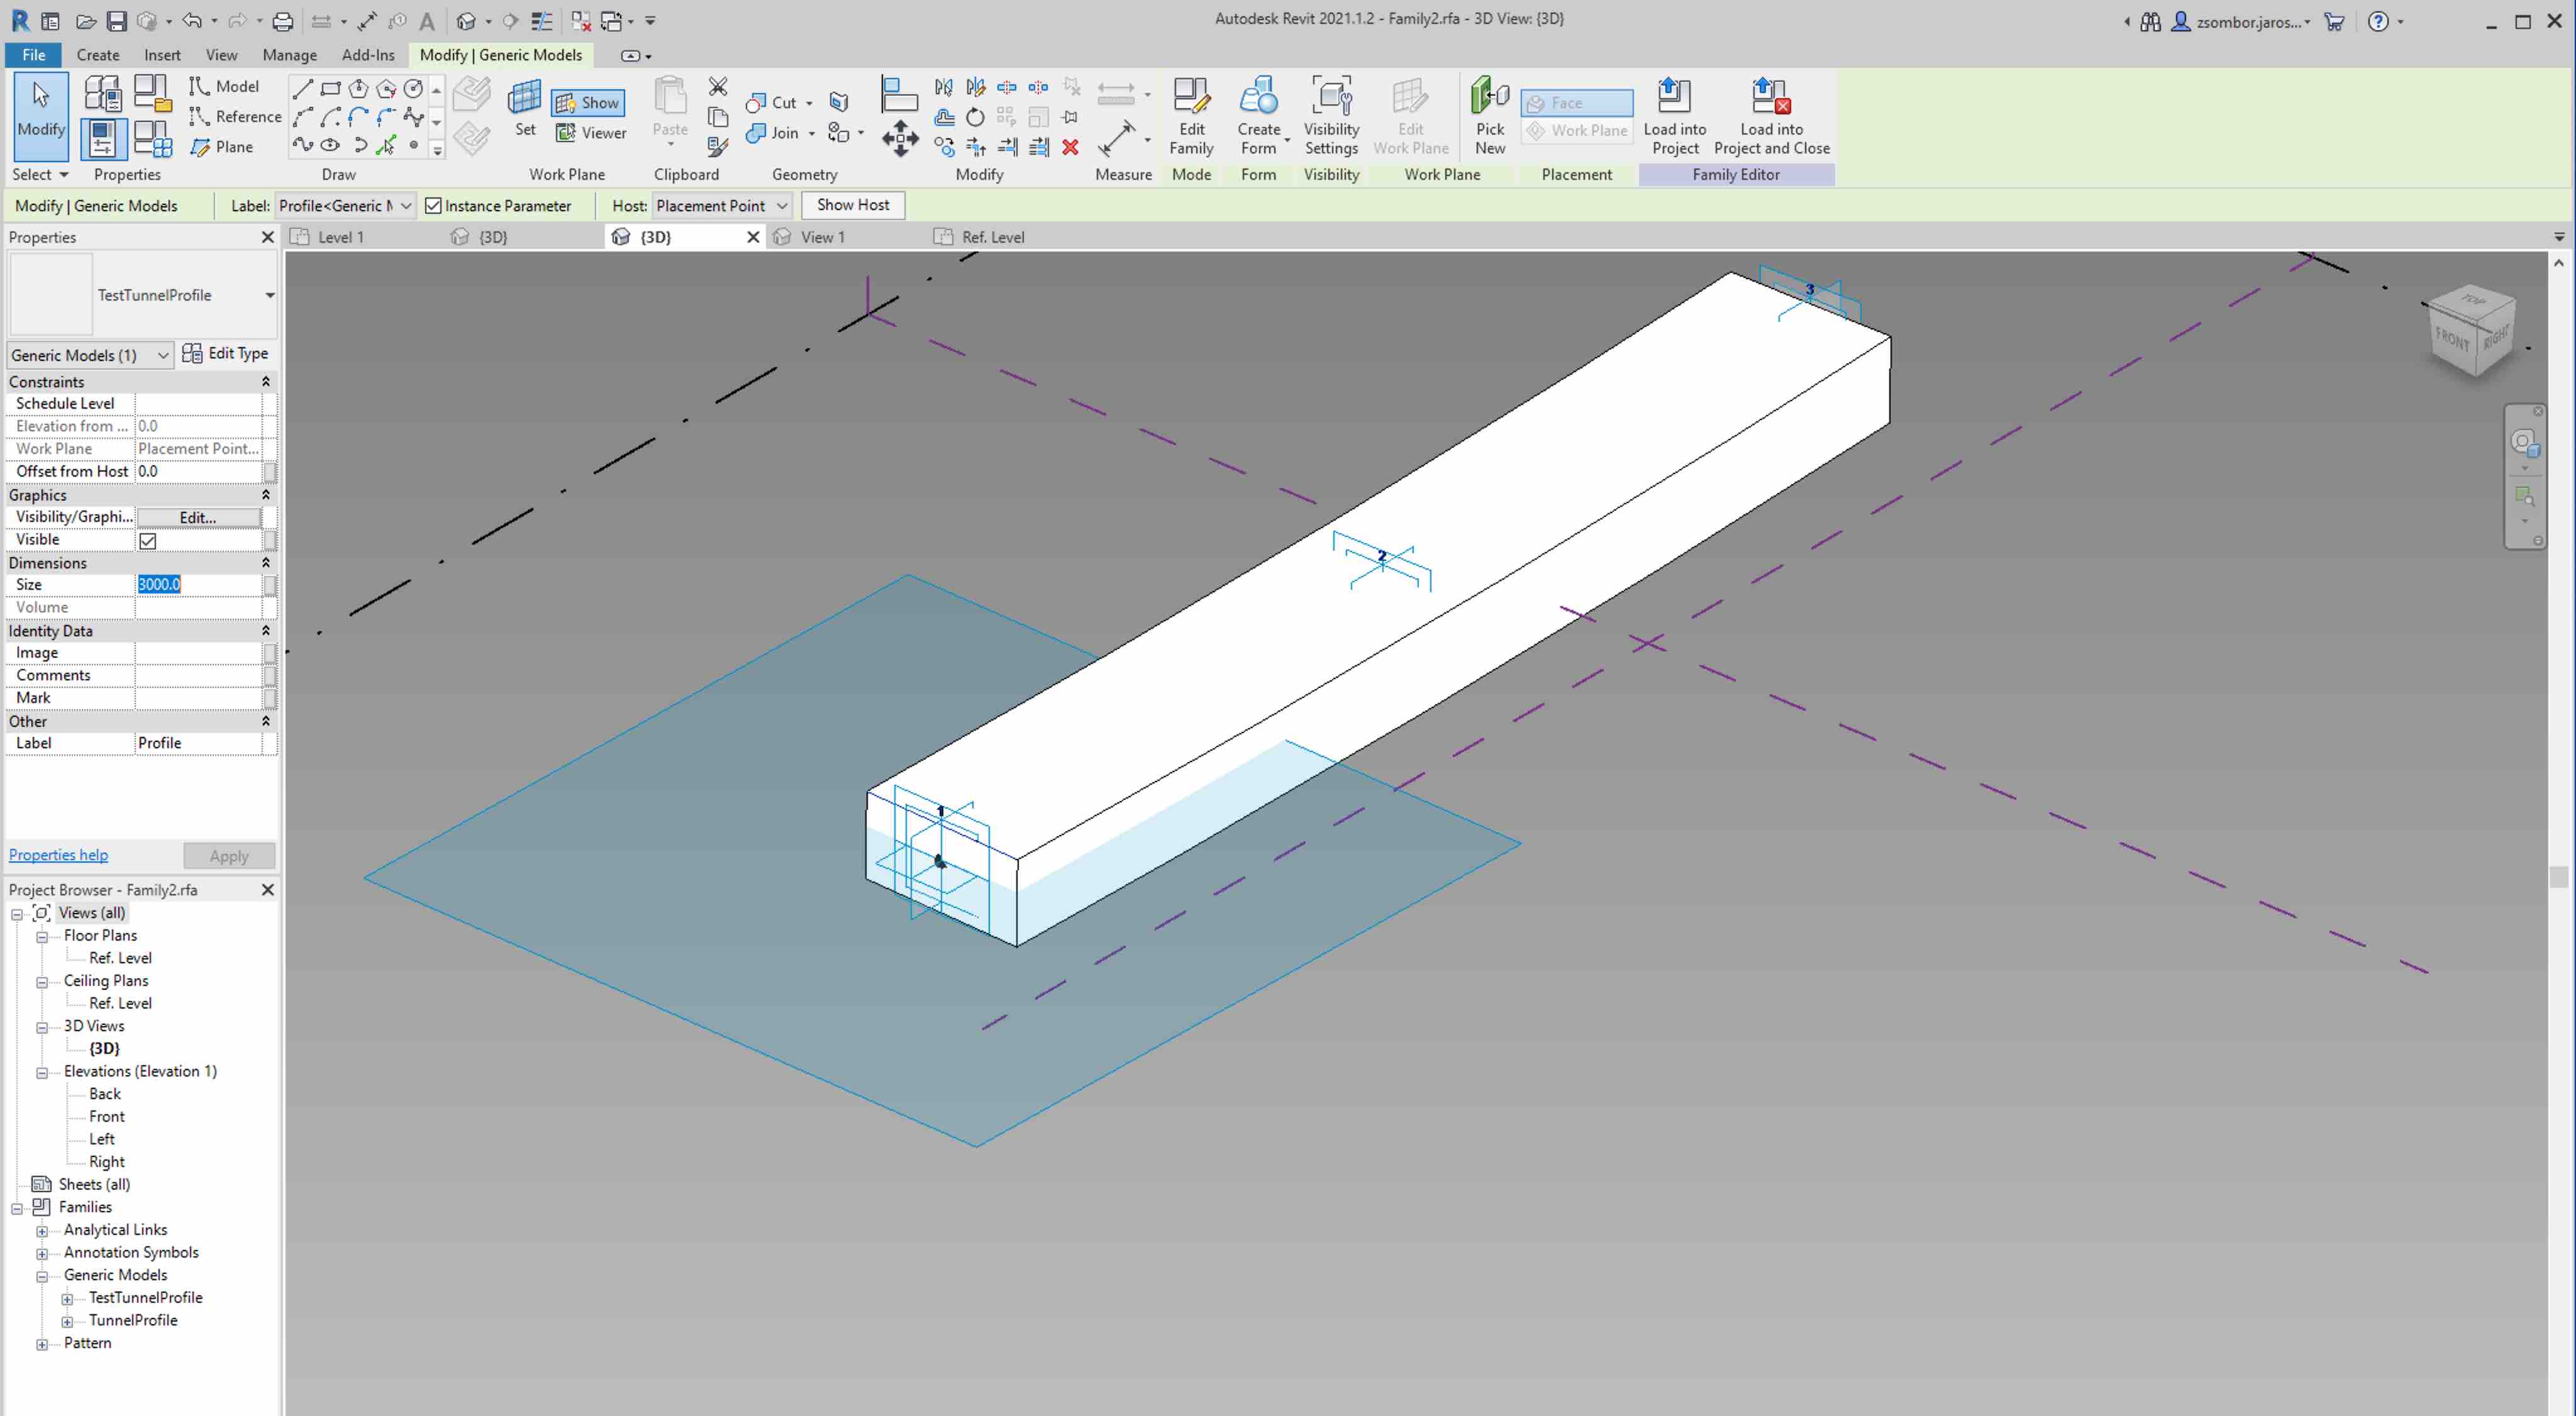 Autodesk Revit 2021.1.2 - Family2.rfa - 3D View: {3D}
zsombor.jaros...
File Create Insert View Manage Add-Ins Modify | Generic Models
Modify
Model
Reference
Plane
Set
Show
Viewer
Paste
Cut
Join
Edit Family
Create Form
Visibility Settings
Edit Work Plane
Pick New
Face
Work Plane
Load into Project
Load into Project and Close
Select Properties Draw Work Plane Clipboard Geometry Modify Measure Mode Form Visibility Work Plane Placement Family Editor
Modify | Generic Models Label: Profile<Generic M Instance Parameter Host: Placement Point Show Host
Properties
Level 1 {3D} {3D} View 1 Ref. Level
TestTunnelProfile
Generic Models (1) Edit Type
Constraints
Schedule Level
Elevation from ... 0.0
Work Plane Placement Point...
Offset from Host 0.0
Graphics
Visibility/Graphi... Edit...
Visible
Dimensions
Size 3000.0
Volume
Identity Data
Image
Comments
Mark
Other
Label Profile
Properties help Apply
Project Browser - Family2.rfa
Views (all)
Floor Plans
Ref. Level
Ceiling Plans
Ref. Level
3D Views
{3D}
Elevations (Elevation 1)
Back
Front
Left
Right
Sheets (all)
Families
Analytical Links
Annotation Symbols
Generic Models
TestTunnelProfile
TunnelProfile
Pattern
3
2
1
TOP
FRONT
RIGHT